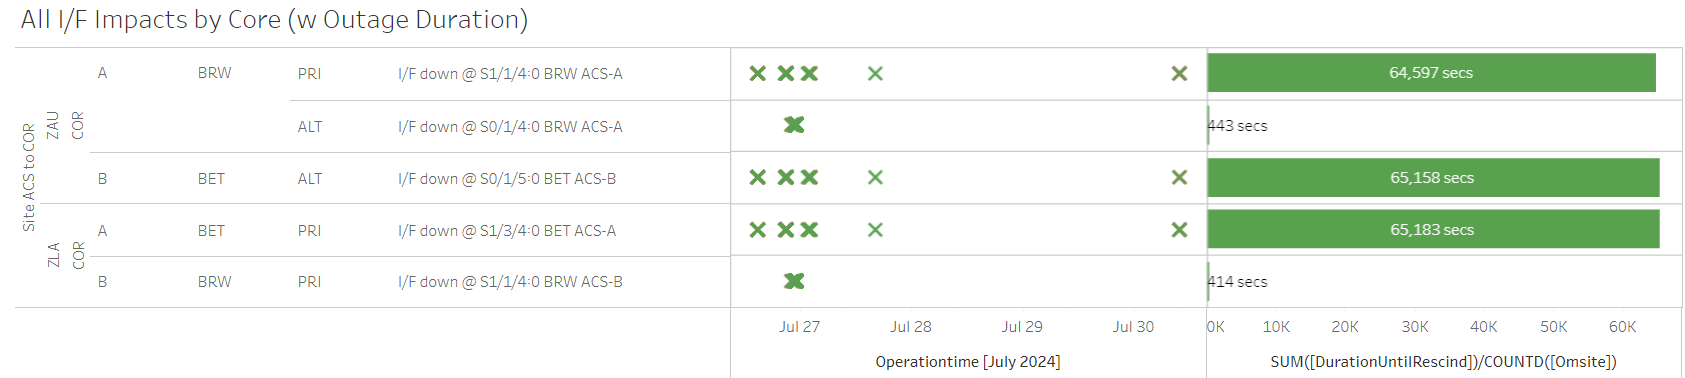 All I/F Impacts by Core (w Outage Duration)
Site ACS to COR
ZAU COR
A BRW PRI I/F down @ S1/1/4:0 BRW ACS-A 64,597 secs
ALT I/F down @ S0/1/4:0 BRW ACS-A 443 secs
B BET ALT I/F down @ S0/1/5:0 BET ACS-B 65,158 secs
ZLA COR
A BET PRI I/F down @ S1/3/4:0 BET ACS-A 65,183 secs
B BRW PRI I/F down @ S1/1/4:0 BRW ACS-B 414 secs
Jul 27 Jul 28 Jul 29 Jul 30 0K 10K 20K 30K 40K 50K 60K
Operationtime [July 2024] SUM([DurationUntilRescind])/COUNTD([Omsite])